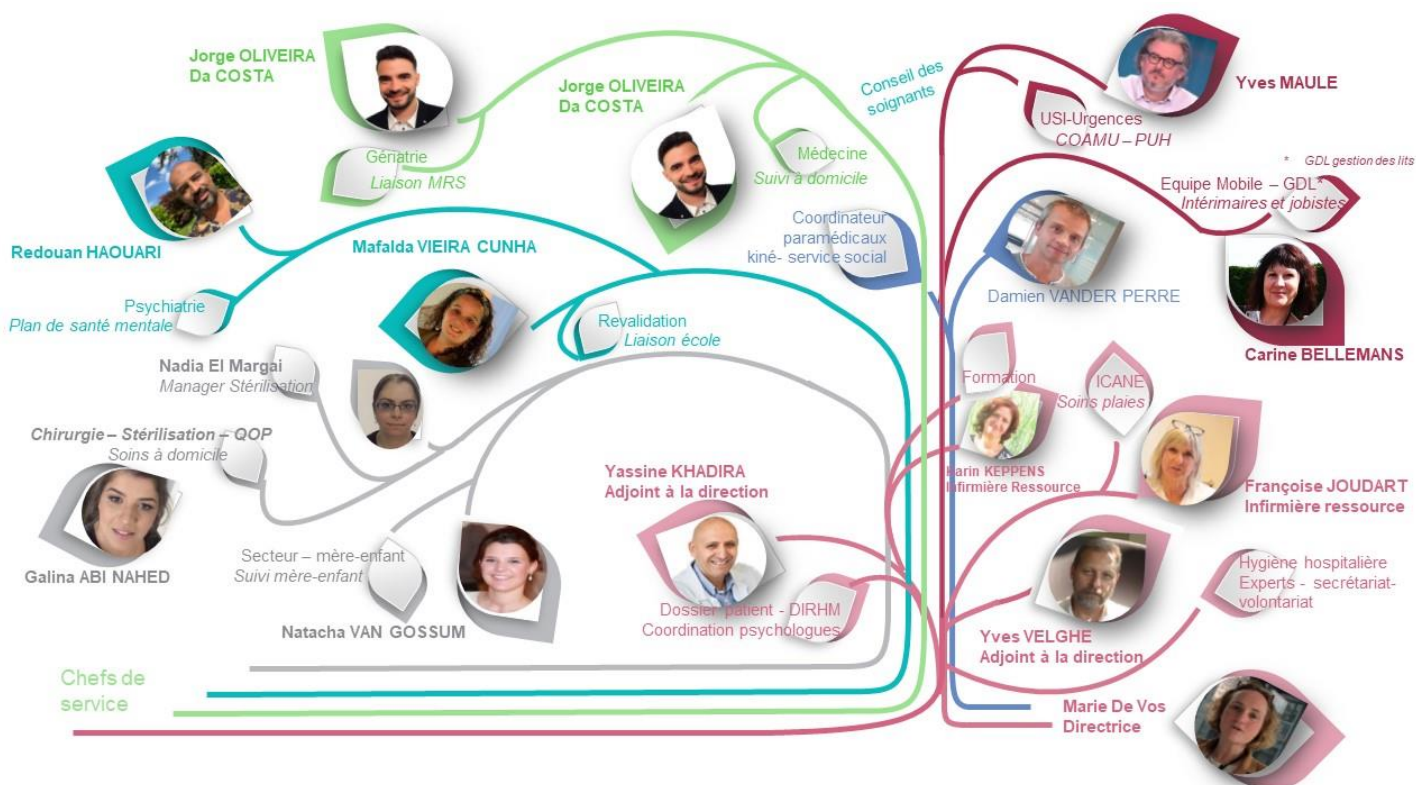 Jorge OLIVEIRA
Da COSTA
Gériatrie
Liaison MRS
Jorge OLIVEIRA
Da COSTA
Médecine
Suivi à domicile
Conseil des
soignants
Yves MAULE
USI-Urgences
COAMU – PUH
* GDL gestion des lits
Equipe Mobile – GDL*
Intérimaires et jobistes
Carine BELLEMANS
Redouan HAOUARI
Psychiatrie
Plan de santé mentale
Mafalda VIEIRA CUNHA
Revalidation
Liaison école
Coordinateur
paramédicaux
kiné- service social
Damien VANDER PERRE
Nadia El Margai
Manager Stérilisation
Chirurgie – Stérilisation – QOP
Soins à domicile
Galina ABI NAHED
Secteur – mère-enfant
Suivi mère-enfant
Natacha VAN GOSSUM
Yassine KHADIRA
Adjoint à la direction
Dossier patient - DIRHM
Coordination psychologues
Formation
Karin KEPPENS
Infirmière Ressource
ICANE
Soins plaies
Françoise JOUDART
Infirmière ressource
Yves VELGHE
Adjoint à la direction
Hygiène hospitalière
Experts - secrétariat-
volontariat
Marie De Vos
Directrice
Chefs de
service